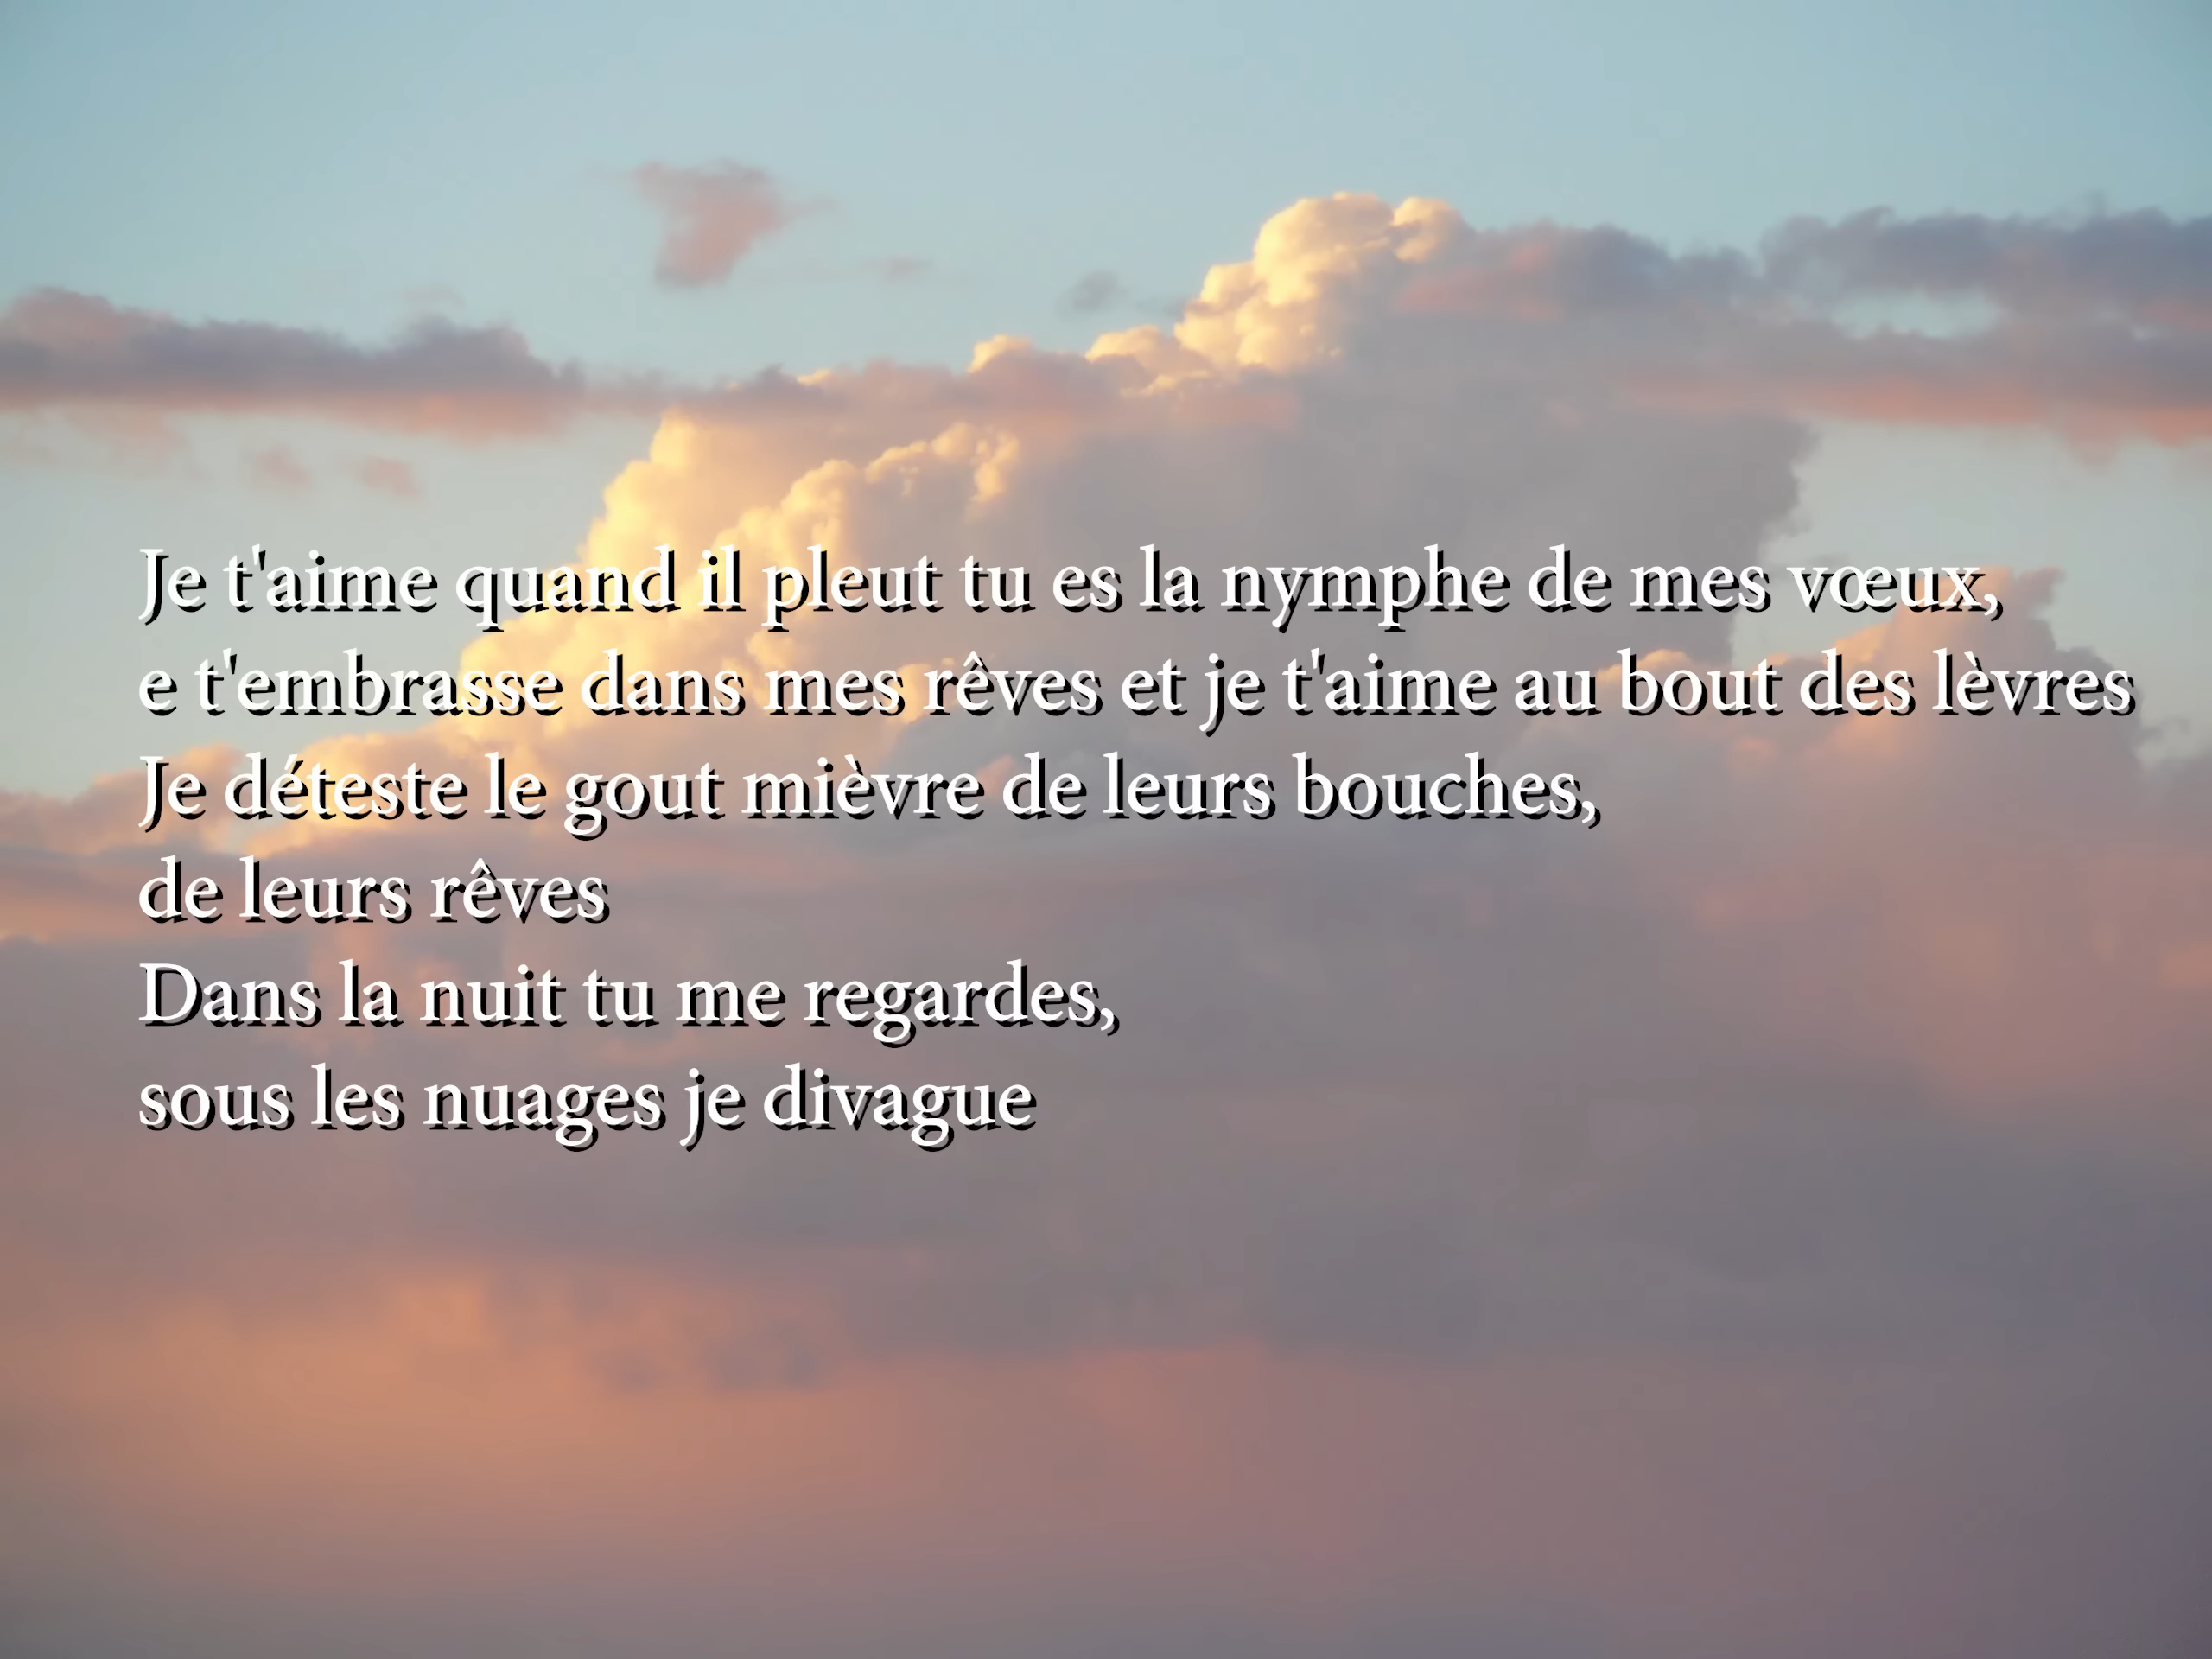 Je t'aime quand il pleut tu es la nymphe de mes vœux,
e t'embrasse dans mes rêves et je t'aime au bout des lèvres
Je déteste le gout mièvre de leurs bouches,
de leurs rêves
Dans la nuit tu me regardes,
sous les nuages je divague